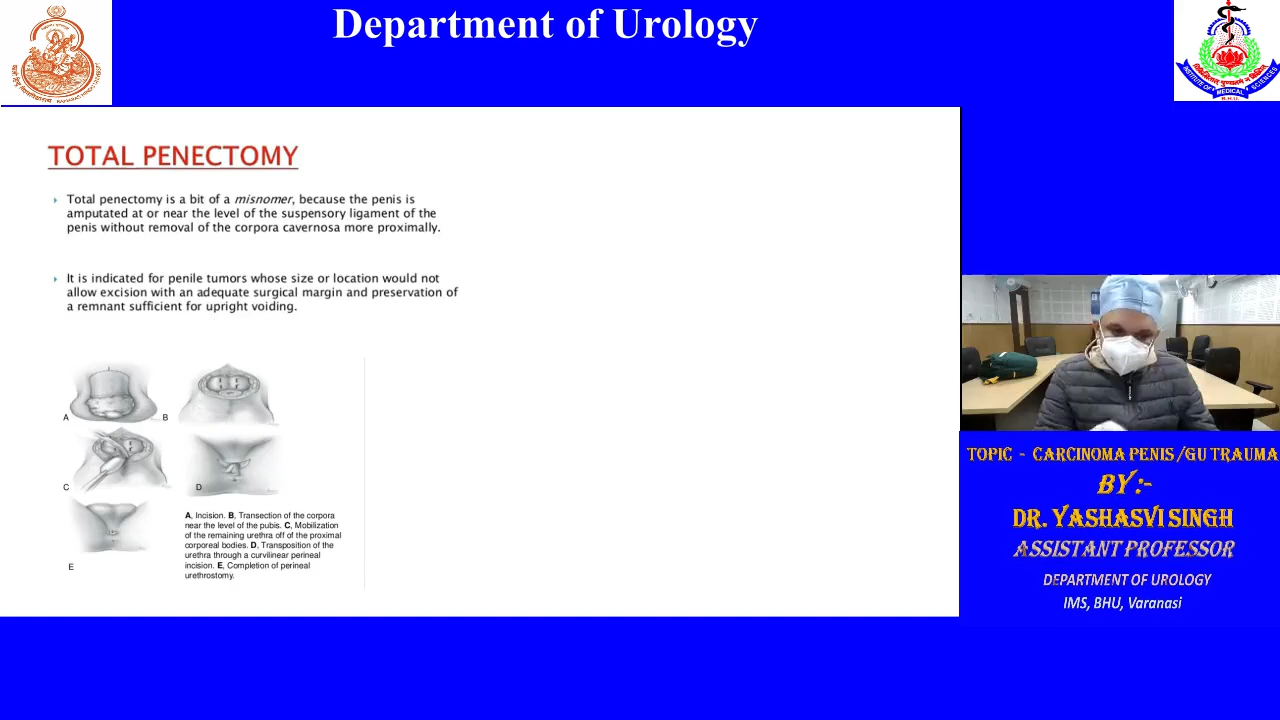 Department of Urology
INSTITUTE OF MEDICAL SCIENCES
B.H.U.
TOTAL PENECTOMY
Total penectomy is a bit of a misnomer, because the penis is
amputated at or near the level of the suspensory ligament of the
penis without removal of the corpora cavernosa more proximally.
It is indicated for penile tumors whose size or location would not
allow excision with an adequate surgical margin and preservation of
a remnant sufficient for upright voiding.
A
B
C
D
E
A, Incision. B, Transection of the corpora
near the level of the pubis. C, Mobilization
of the remaining urethra off of the proximal
corporeal bodies. D, Transposition of the
urethra through a curvilinear perineal
incision. E, Completion of perineal
urethrostomy.
TOPIC - CARCINOMA PENIS /GU TRAUMA
BY:-
DR. YASHASVI SINGH
ASSISTANT PROFESSOR
DEPARTMENT OF UROLOGY
IMS, BHU, Varanasi